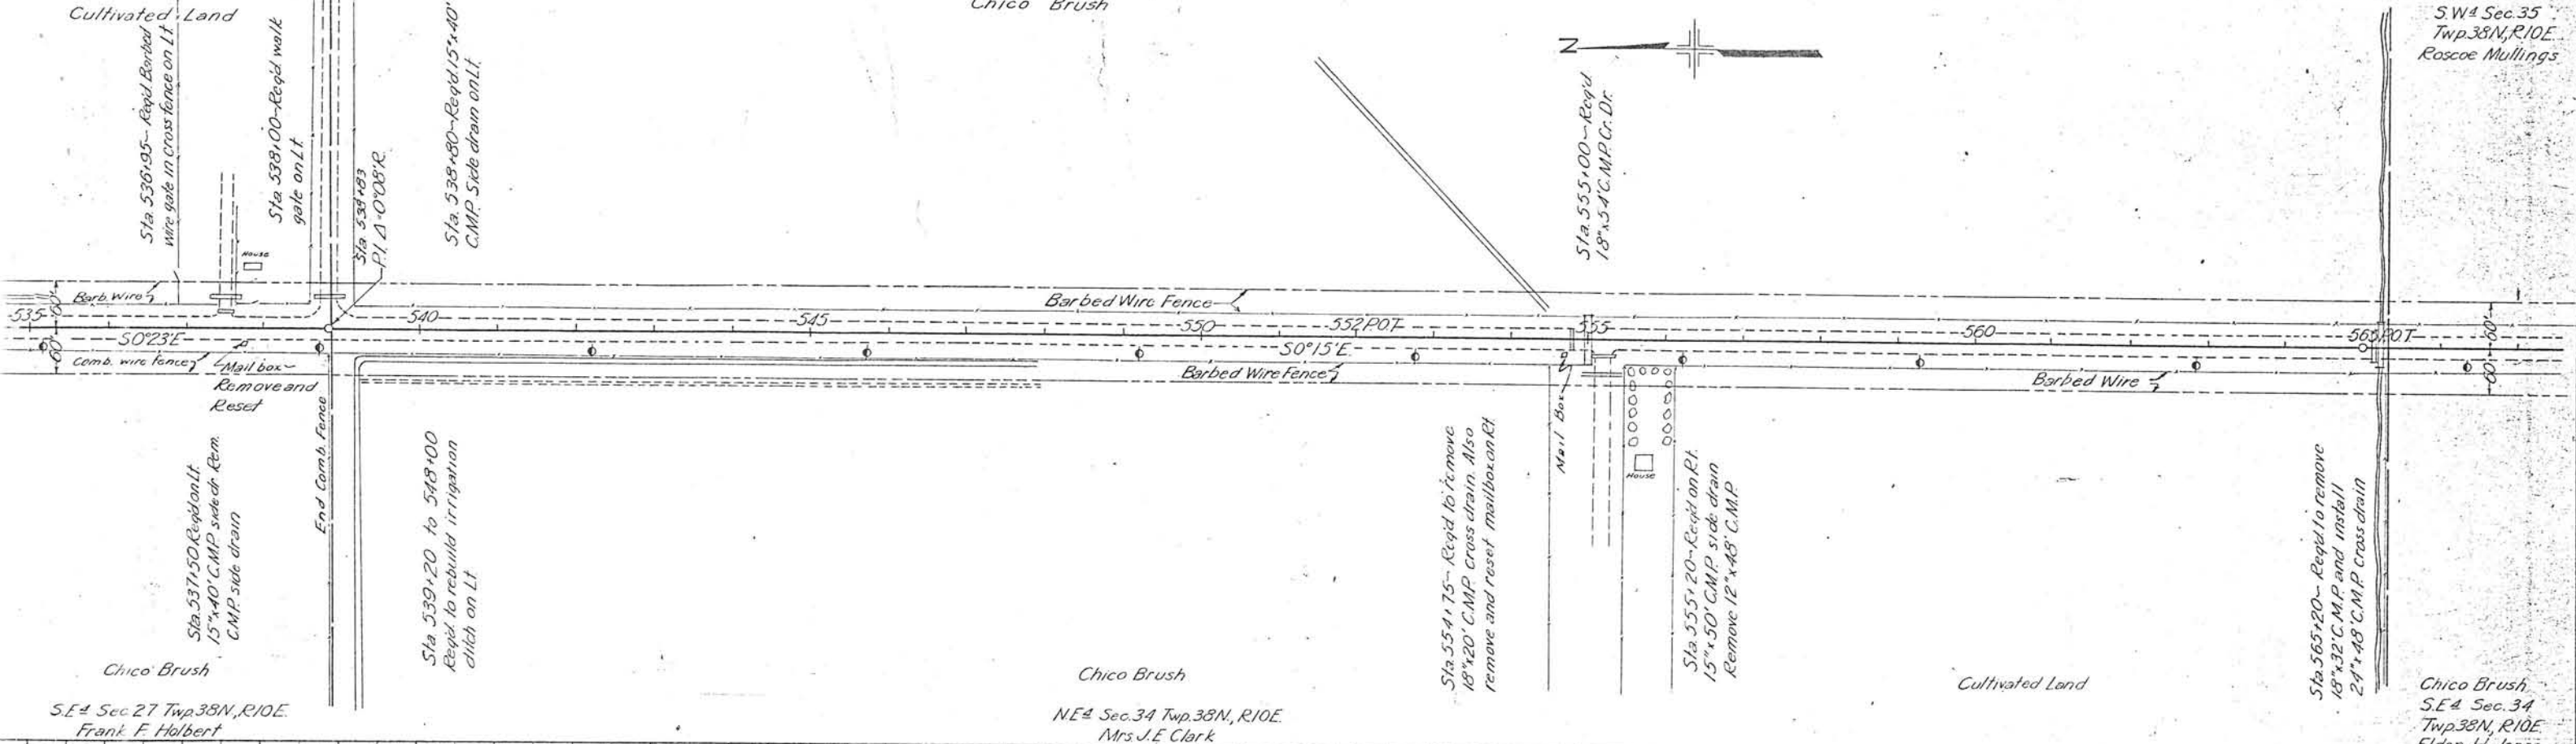 Cultivated Land
Chico Brush
S.W¼ Sec.35
Twp.38N,R10E.
Roscoe Mullings
Sta. 536+95~Req'd. Barbed
wire gate in cross fence on Lt
Sta. 538+00~Req'd walk
gate on Lt
Sta. 538+83
P.I. Δ-0°08'R.
Sta. 538+80~Req'd. 15"x40'
C.M.P. Side drain on Lt.
N
Sta. 555+00~Req'd
18"x54' C.M.P. Cr. Dr.
House
60'
Barb. Wire
Barbed Wire Fence
60'
535
540
545
550
552 P.O.T
555
560
565 P.O.T
S0°23'E
S0°15'E
60'
Comb. wire fence
Mail box~
Remove and
Reset
Barbed Wire Fence
Barbed Wire
60'
End Comb. Fence
Mail Box
House
Sta. 537+50 Req'd on Lt.
15"x40' C.M.P. side dr. Rem.
C.M.P. side drain
Sta. 539+20 to 548+00
Req'd. to rebuild irrigation
ditch on Lt
Sta. 554+75~Req'd to remove
18"x20' C.M.P. cross drain. Also
remove and reset mailbox on Rt.
Sta. 555+20~Req'd on Rt.
15"x50' C.M.P. side drain
Remove 12"x48' C.M.P.
Sta. 565+20~Req'd to remove
18"x32' C.M.P. and install
24"x48' C.M.P. Cross drain
Chico Brush
S.E¼ Sec 27 Twp.38N,R10E.
Frank F. Holbert
Chico Brush
N.E¼ Sec.34 Twp.38N., R10E.
Mrs. J.E Clark
Cultivated Land
Chico Brush
S.E¼ Sec.34
Twp.38N, R10E.